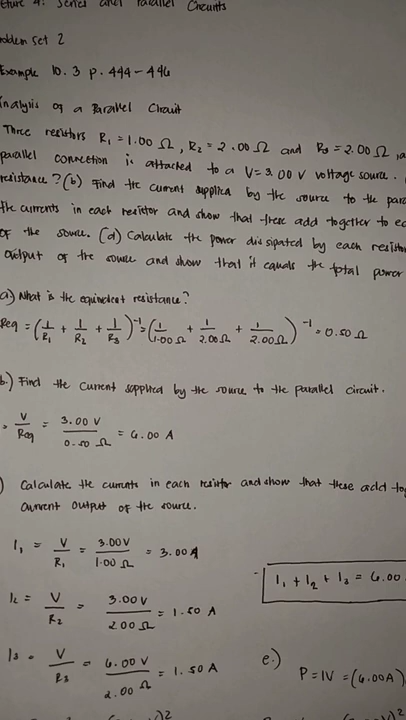 4: Series and Parallel Circuits
Problem Set 2
Example 10.3 p. 444-446
Analysis of a Parallel Circuit
Three resistors R₁ = 1.00 Ω, R₂ = 2.00 Ω and R₃ = 2.00 Ω,
parallel connection is attached to a V = 3.00 V voltage source.
resistance? (b) Find the current supplied by the source to the para
the currents in each resistor and show that these add together to e
of the source. (d) Calculate the power dissipated by each resistor
output of the source and show that it equals the total power
a) What is the equivalent resistance?
Req = (1/R₁ + 1/R₂ + 1/R₃)⁻¹ = (1/1.00Ω + 1/2.00Ω + 1/2.00Ω)⁻¹ = 0.50 Ω
b.) Find the current supplied by the source to the parallel circuit.
= V/Req = 3.00 V/0.50 Ω = 6.00 A
) Calculate the currents in each resistor and show that these add to
current output of the source.
I₁ = V/R₁ = 3.00V/1.00 Ω = 3.00 A
I₁ + I₂ + I₃ = 6.00
I₂ = V/R₂ = 3.00 V/2.00 Ω = 1.50 A
I₃ = V/R₃ = 6.00 V/2.00 Ω = 1.50 A
e.)
P = IV = (6.00A)